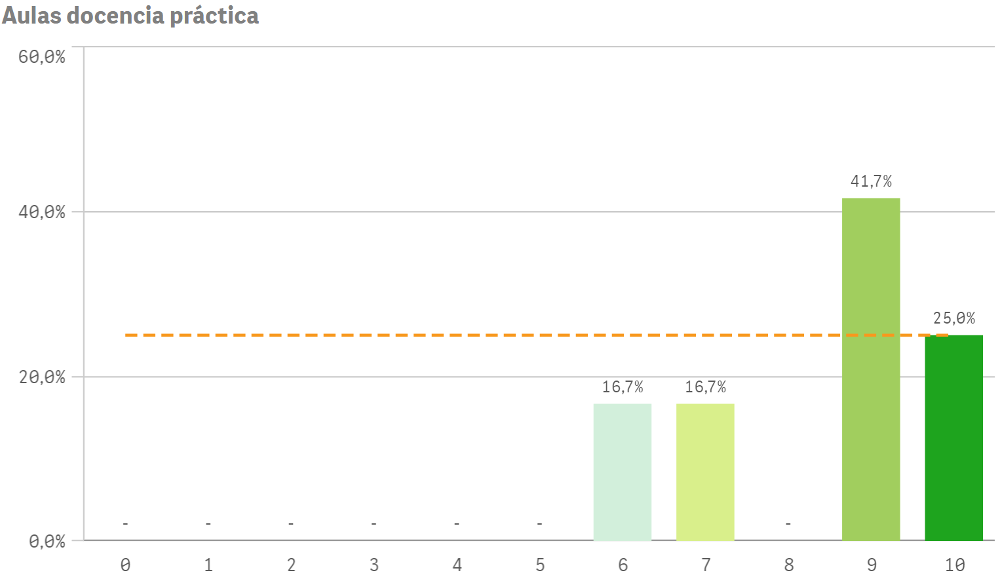 Aulas docencia práctica
60,0%
41,7%
40,0%
25,0%
20,0%
16,7% 16,7%
- - - - - - -
0,0%
0 1 2 3 4 5 6 7 8 9 10